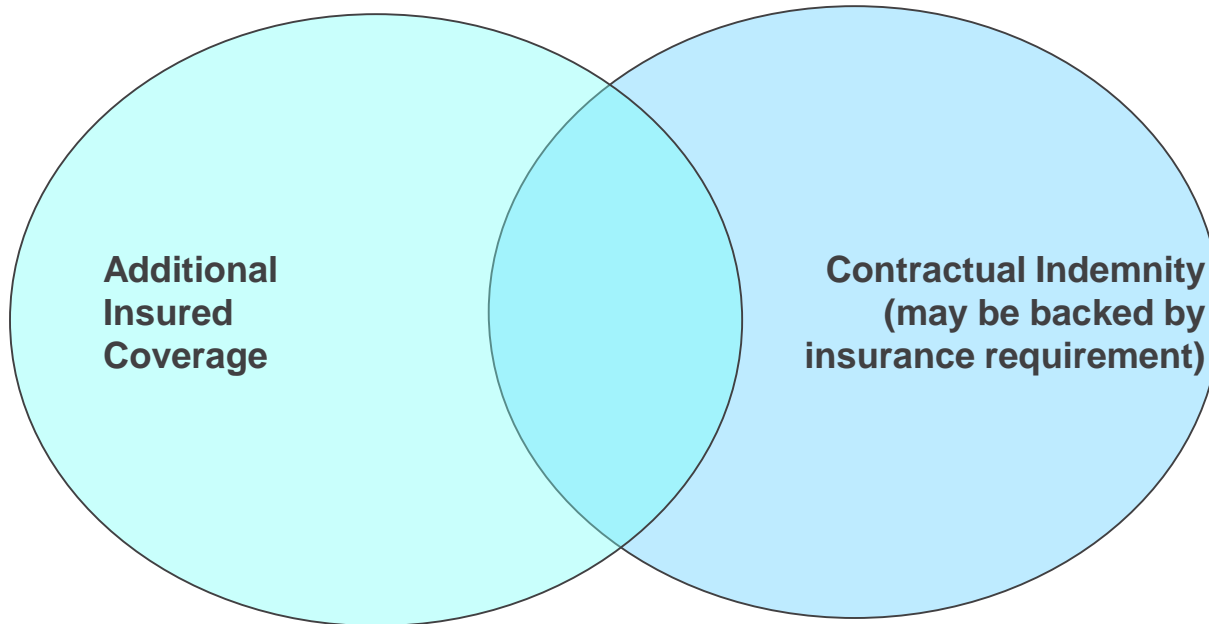 Additional
Insured
Coverage
Contractual Indemnity
(may be backed by
insurance requirement)